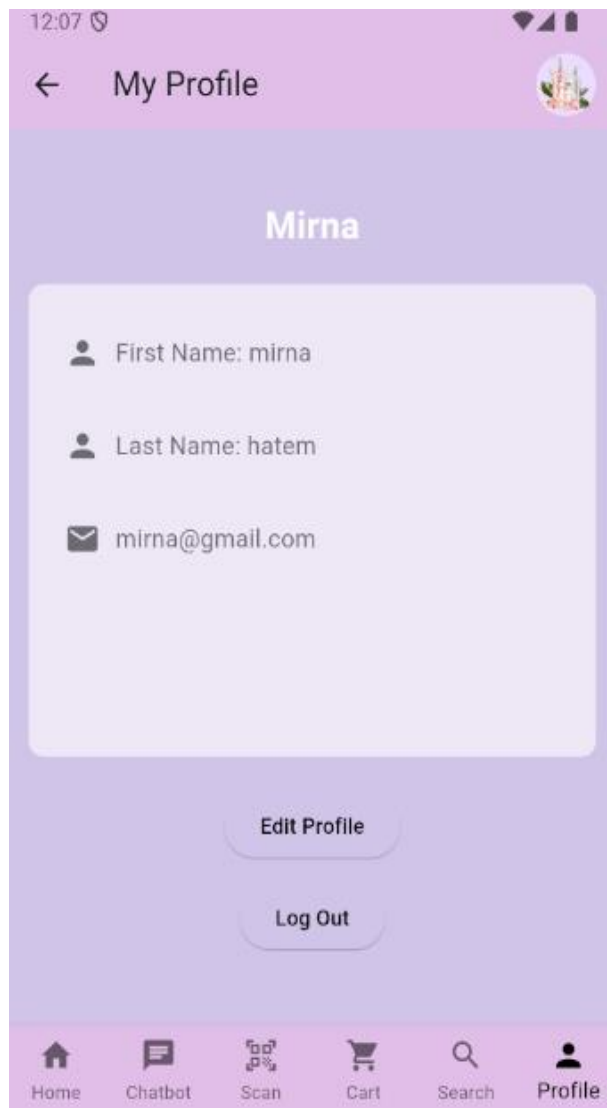 12:07
My Profile
Mirna
First Name: mirna
Last Name: hatem
mirna@gmail.com
Edit Profile
Log Out
Home Chatbot Scan Cart Search Profile